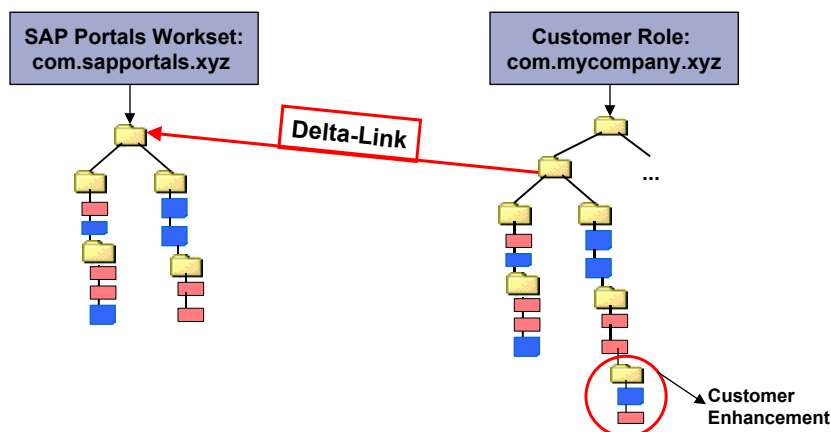 SAP Portals Workset:
com.sapportals.xyz
Customer Role:
com.mycompany.xyz
Delta-Link
...
Customer
Enhancement